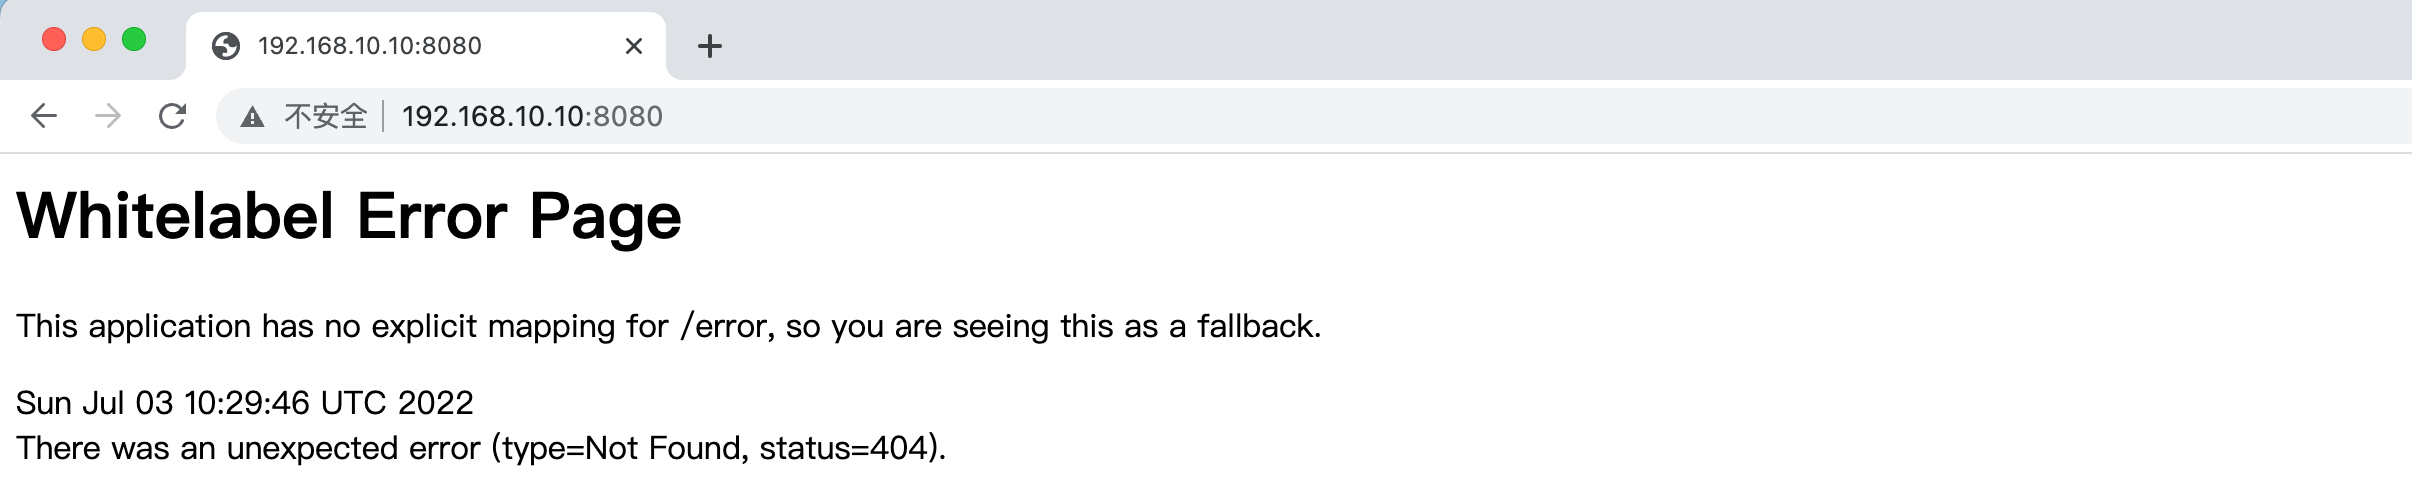 192.168.10.10:8080
不安全 192.168.10.10:8080
Whitelabel Error Page
This application has no explicit mapping for /error, so you are seeing this as a fallback.
Sun Jul 03 10:29:46 UTC 2022
There was an unexpected error (type=Not Found, status=404).